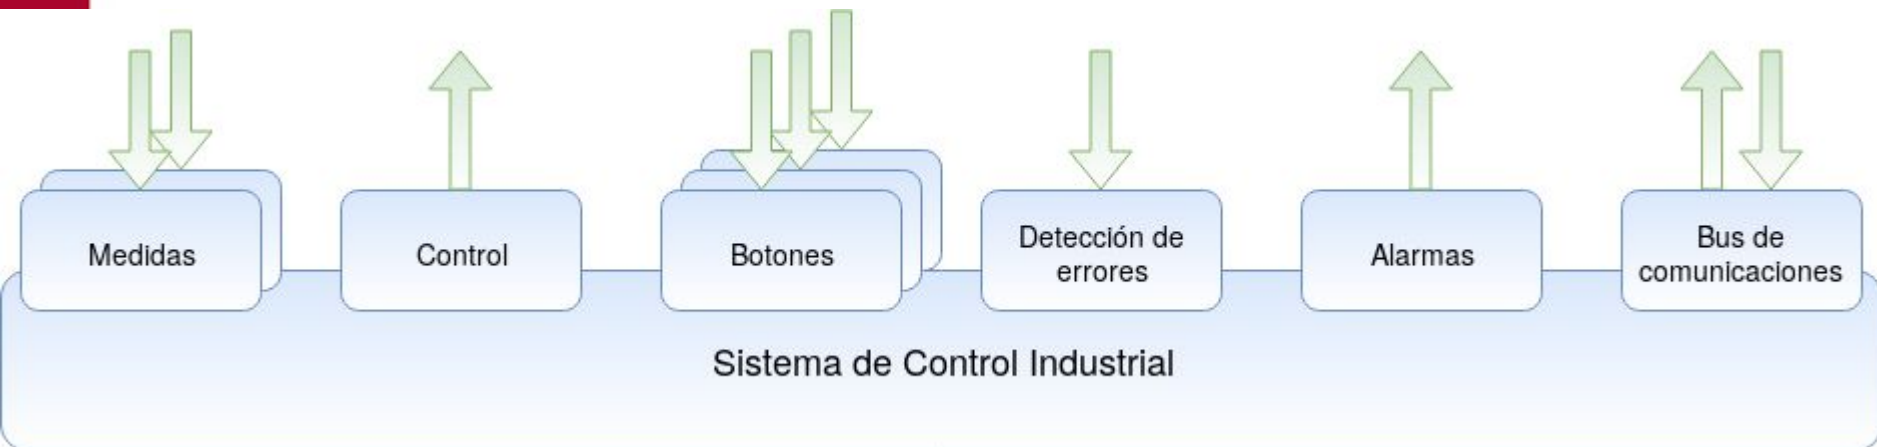 Medidas
Control
Botones
Detección de
errores
Alarmas
Bus de
comunicaciones
Sistema de Control Industrial